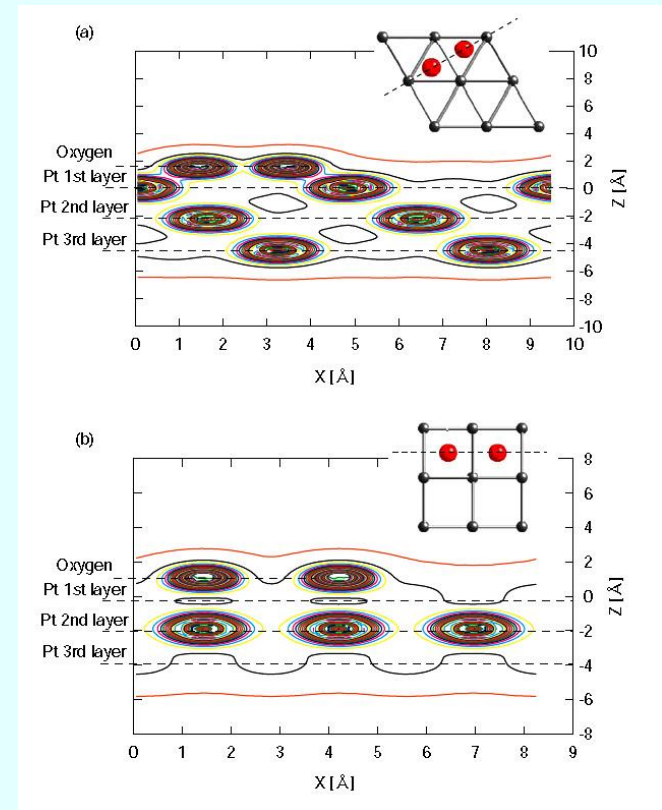 (a)
10
8
6
4
Oxygen
2
Pt 1st layer
0
Pt 2nd layer
-2
Pt 3rd layer
-4
-6
-8
-10
0 1 2 3 4 5 6 7 8 9 10
X [Å]
Z [Å]
(b)
8
6
4
Oxygen
2
Pt 1st layer
0
Pt 2nd layer
-2
Pt 3rd layer
-4
-6
-8
0 1 2 3 4 5 6 7 8 9
X [Å]
Z [Å]